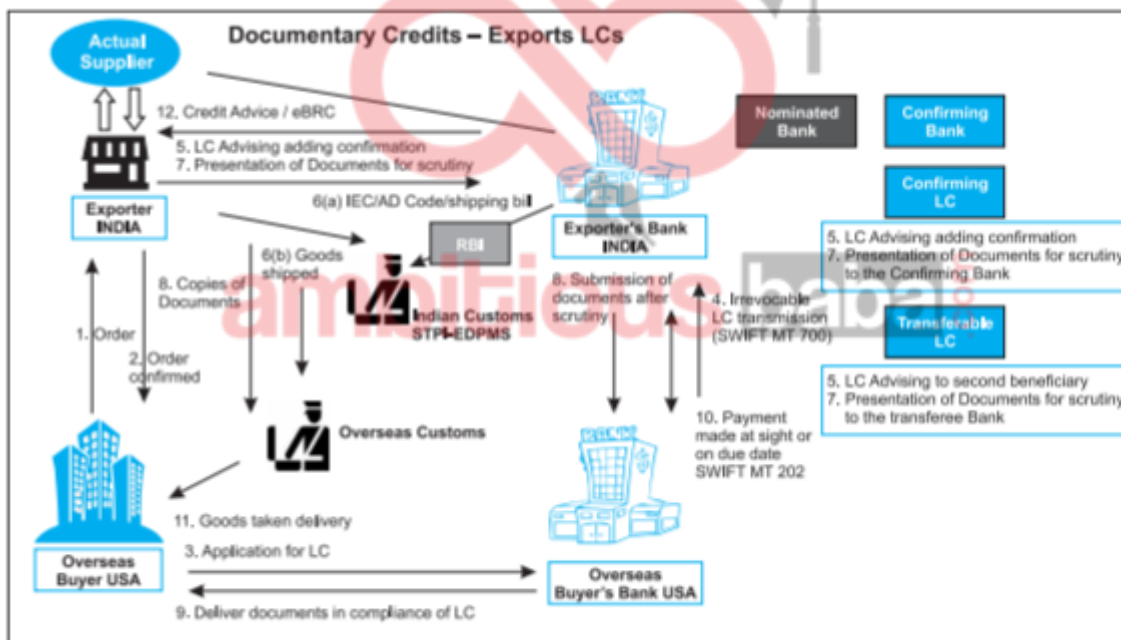 Documentary Credits – Exports LCs
Actual
Supplier
12. Credit Advice / eBRC
5. LC Advising adding confirmation
7. Presentation of Documents for scrutiny
Exporter
INDIA
6(a) IEC/AD Code/shipping bill
RBI
BANK
Exporter's Bank
INDIA
Nominated
Bank
Confirming
Bank
Confirming
LC
5. LC Advising adding confirmation
7. Presentation of Documents for scrutiny
to the Confirming Bank
Transferable
LC
5. LC Advising to second beneficiary
7. Presentation of Documents for scrutiny
to the transferee Bank
6(b) Goods
shipped
8. Copies of
Documents
1. Order
2. Order
confirmed
Indian Customs
STPI-EDPMS
8. Submission of
documents after
scrutiny
4. Irrevocable
LC transmission
(SWIFT MT 700)
Overseas Customs
10. Payment
made at sight or
on due date
SWIFT MT 202
BANK
11. Goods taken delivery
3. Application for LC
Overseas
Buyer USA
Overseas
Buyer's Bank USA
9. Deliver documents in compliance of LC
ambitious baba